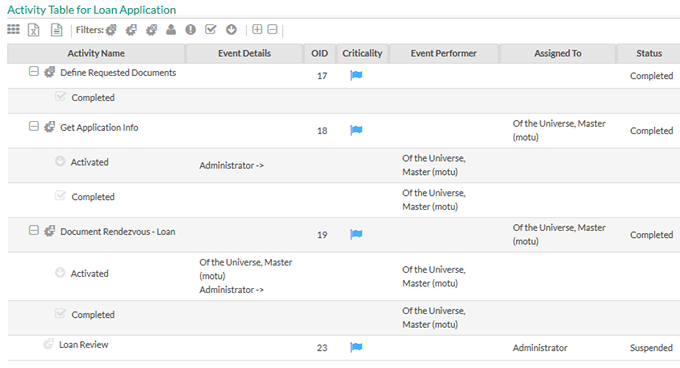 Activity Table for Loan Application
Filters:
Activity Name Event Details OID Criticality Event Performer Assigned To Status
Define Requested Documents 17 Completed
Completed
Get Application Info 18 Of the Universe, Master Completed
(motu)
Activated Administrator -> Of the Universe,
Master (motu)
Completed Of the Universe,
Master (motu)
Document Rendezvous - Loan 19 Of the Universe, Master Completed
(motu)
Of the Universe, Master
(motu)
Activated Administrator -> Of the Universe,
Master (motu)
Completed Of the Universe,
Master (motu)
Loan Review 23 Administrator Suspended